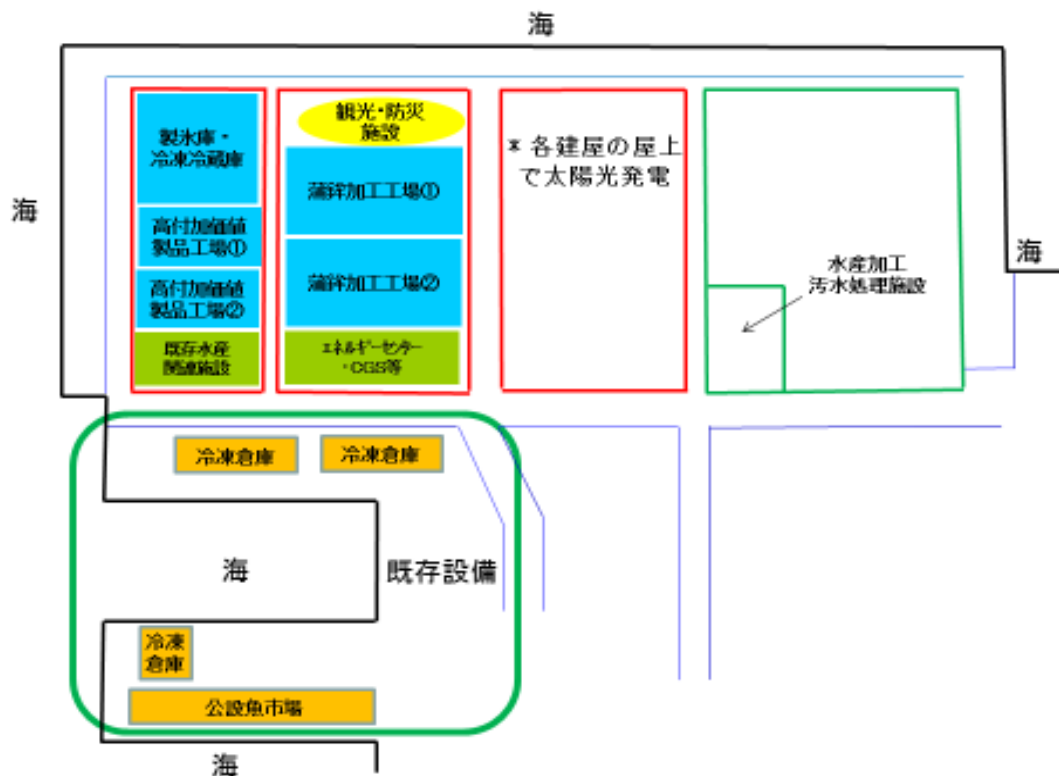 海
海
海
製氷庫・
冷凍冷蔵庫
高付加価値
製品工場①
高付加価値
製品工場②
既存水産
関連施設
観光・防災
施設
蒲鉾加工工場①
蒲鉾加工工場②
エネルギーセンター
・CGS等
* 各建屋の屋上
で太陽光発電
水産加工
汚水処理施設
冷凍倉庫
冷凍倉庫
海
既存設備
冷凍
倉庫
公設魚市場
海